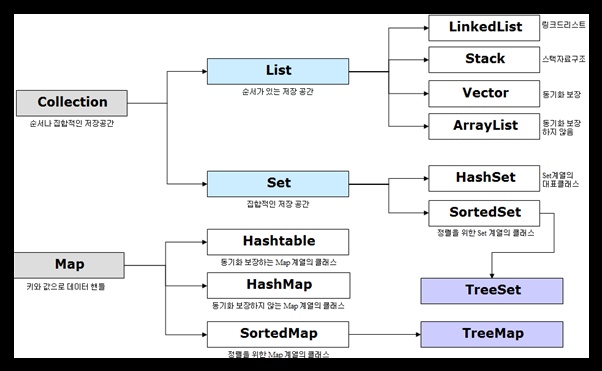 LinkedList 링크드리스트
Stack 스택자료구조
List
순서가 있는 저장 공간
Vector 동기화 보장
Collection
순서나 집합적인 저장공간
ArrayList 동기화 보장
하지 않음
HashSet Set계열의
대표클래스
Set
집합적인 저장 공간
SortedSet
정렬을 위한 Set 계열의 클래스
Hashtable
동기화 보장하는 Map 계열의 클래스
Map
키와 값으로 데이터 핸들
HashMap
동기화 보장하지 않는 Map 계열의 클래스
TreeSet
SortedMap
정렬을 위한 Map 계열의 클래스
TreeMap